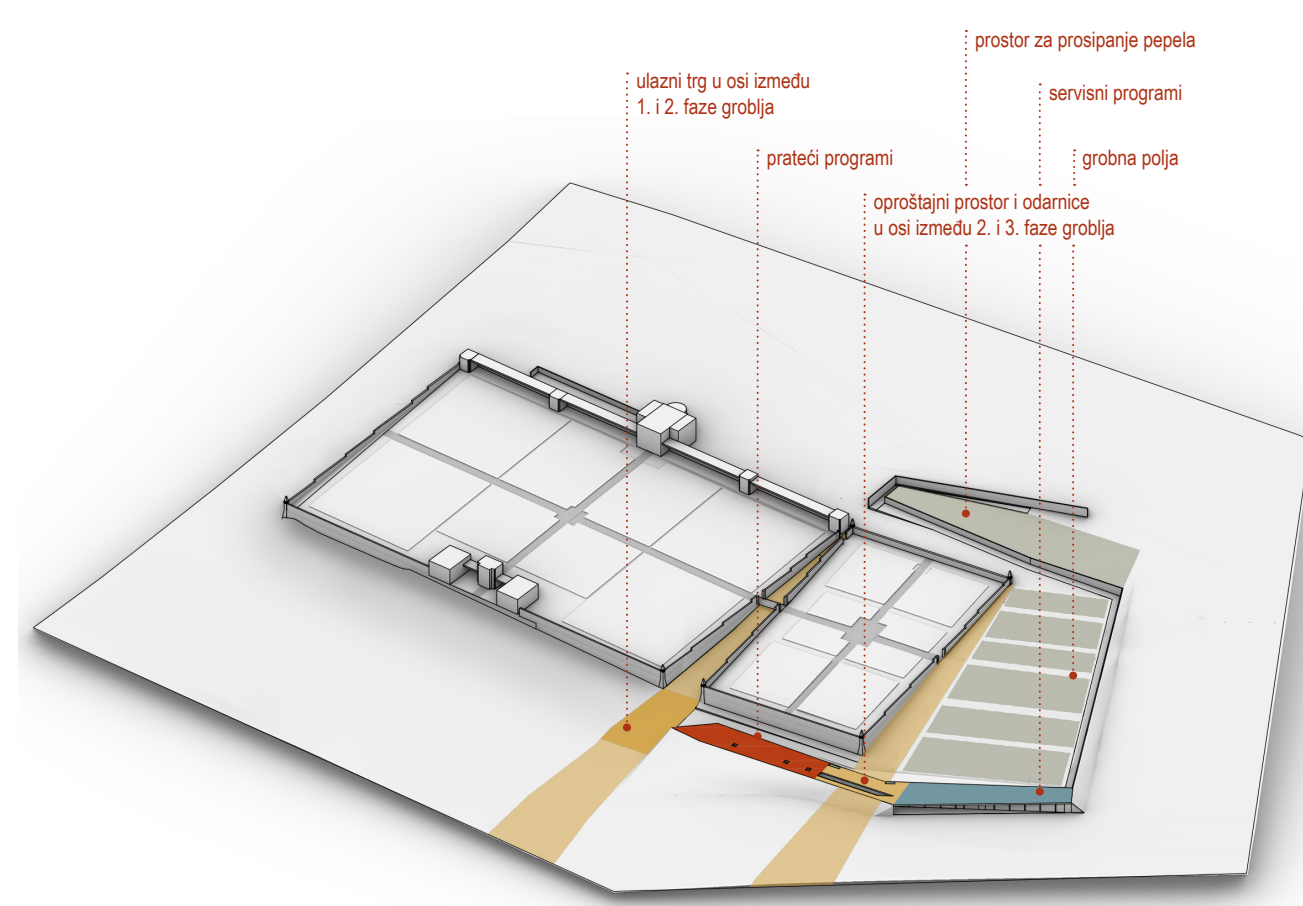 prostor za prosipanje pepela
ulazni trg u osi između
1. i 2. faze groblja
servisni programi
prateći programi
grobna polja
oproštajni prostor i odarnice
u osi između 2. i 3. faze groblja